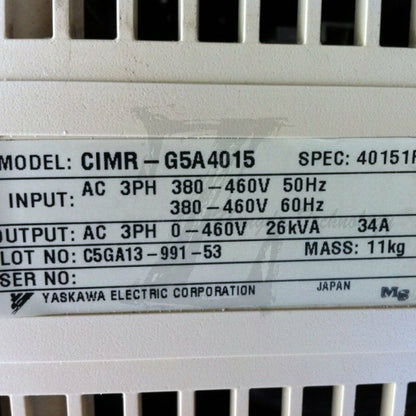 MODEL: CIMR-G5A4015 SPEC: 40151F
INPUT: AC 3PH 380-460V 50Hz
380-460V 60Hz
OUTPUT: AC 3PH 0-460V 26kVA 34A
LOT NO: C5GA13-991-53 MASS: 11kg
SER NO:
YASKAWA ELECTRIC CORPORATION JAPAN